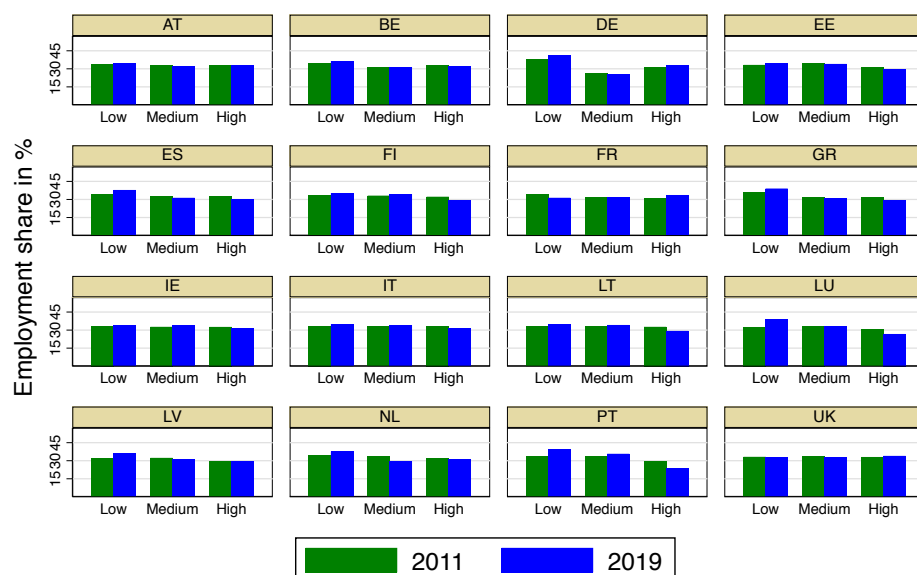 AT BE DE EE
15 30 45
Low Medium High Low Medium High Low Medium High Low Medium High
ES FI FR GR
15 30 45
Low Medium High Low Medium High Low Medium High Low Medium High
IE IT LT LU
15 30 45
Low Medium High Low Medium High Low Medium High Low Medium High
LV NL PT UK
15 30 45
Low Medium High Low Medium High Low Medium High Low Medium High
Employment share in %
2011 2019